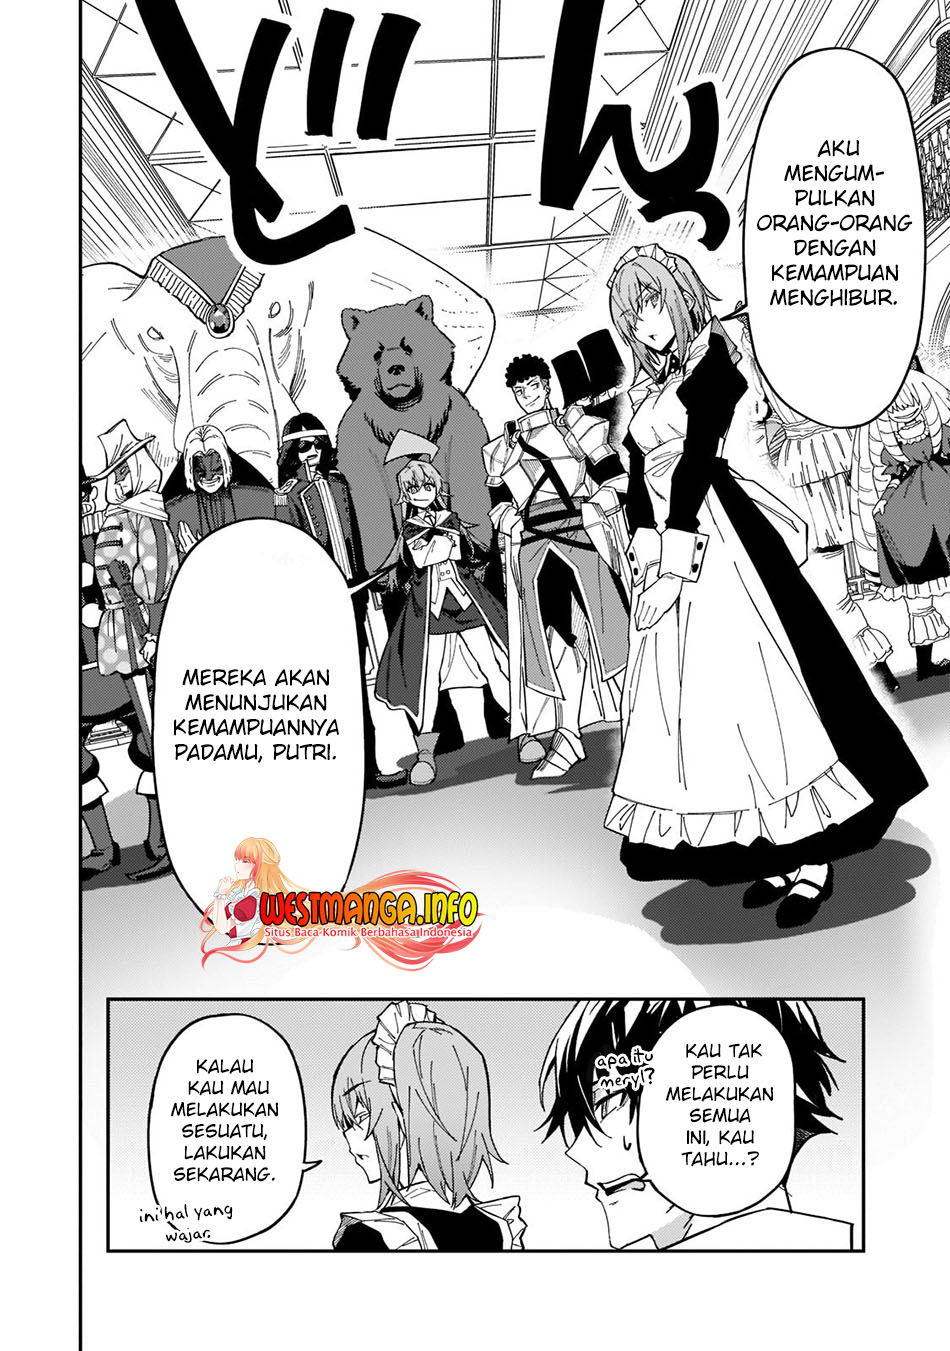 どーん
AKU
MENGUM-
PULKAN
ORANG-ORANG
DENGAN
KEMAMPUAN
MENGHIBUR.
MEREKA AKAN
MENUNJUKAN
KEMAMPUANNYA
PADAMU, PUTRI.
WESTMANGA.INFO
Situs Baca Komik Berbahasa Indonesia
KAU TAK
PERLU
MELAKUKAN
SEMUA
INI, KAU
TAHU...?
apa itu
meryl?
KALAU
KAU MAU
MELAKUKAN
SESUATU,
LAKUKAN
SEKARANG.
ini hal yang
wajar.